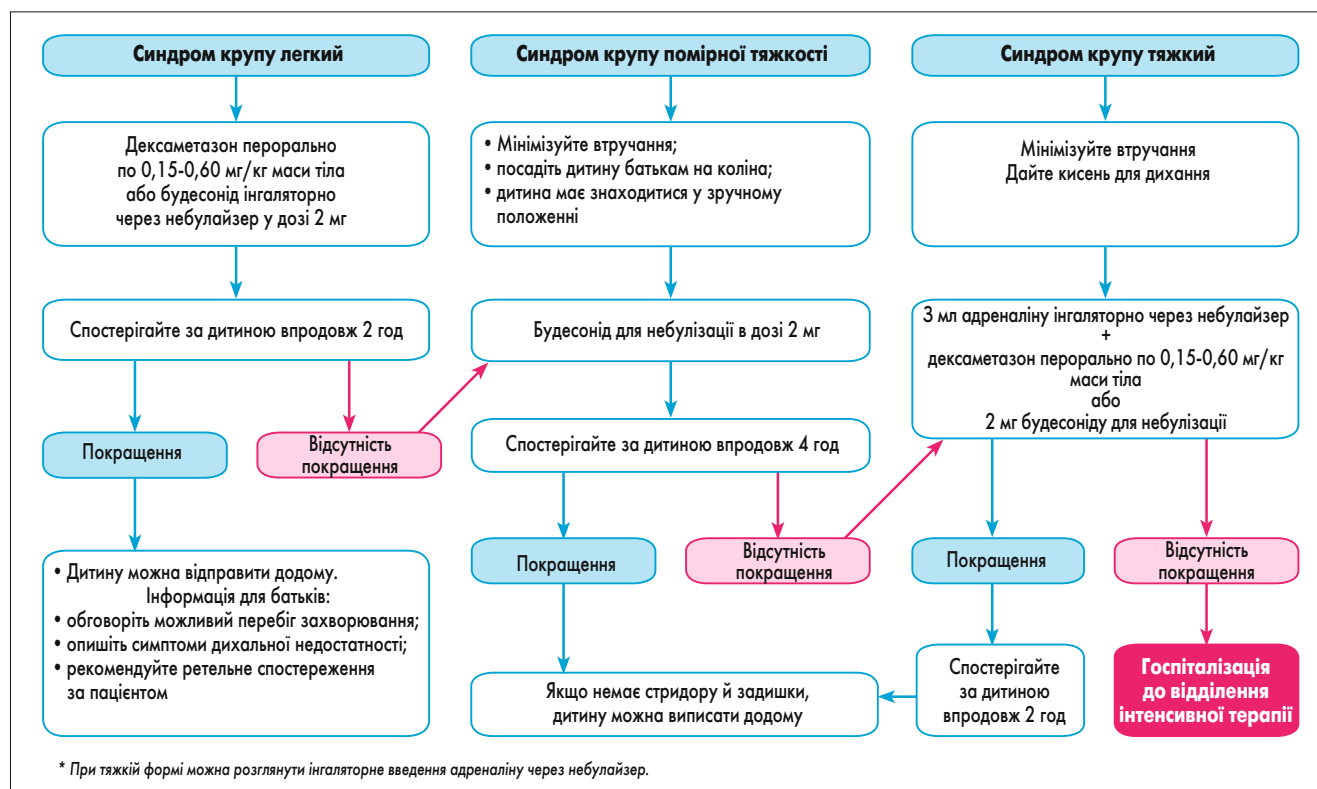 Синдром крупу легкий
Дексаметазон перорально
по 0,15-0,60 мг/кг маси тіла
або будесонід інгаляторно
через небулайзер у дозі 2 мг
Спостерігайте за дитиною впродовж 2 год
Покращення
Відсутність
покращення
• Дитину можна відправити додому.
Інформація для батьків:
• обговоріть можливий перебіг захворювання;
• опишіть симптоми дихальної недостатності;
• рекомендуйте ретельне спостереження
за пацієнтом
Синдром крупу помірної тяжкості
• Мінімізуйте втручання;
• посадіть дитину батькам на коліна;
• дитина має знаходитися у зручному
положенні
Будесонід для небулізації в дозі 2 мг
Спостерігайте за дитиною впродовж 4 год
Покращення
Відсутність
покращення
Якщо немає стридору й задишки,
дитину можна виписати додому
Синдром крупу тяжкий
Мінімізуйте втручання
Дайте кисень для дихання
3 мл адреналіну інгаляторно через небулайзер
+
дексаметазон перорально по 0,15-0,60 мг/кг
маси тіла
або
2 мг будесоніду для небулізації
Покращення
Відсутність
покращення
Спостерігайте
за дитиною
впродовж 2 год
Госпіталізація
до відділення
інтенсивної терапії
* При тяжкій формі можна розглянути інгаляторне введення адреналіну через небулайзер.